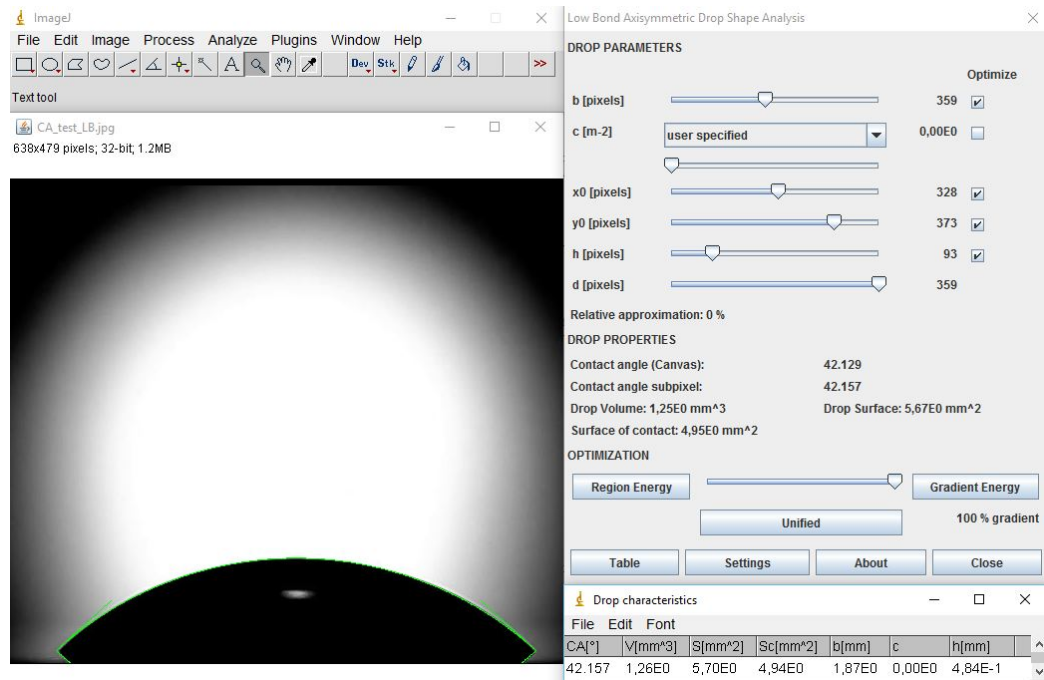 ImageJ
File Edit Image Process Analyze Plugins Window Help
A Dev Stk >>
Text tool
CA_test_LB.jpg
638x479 pixels; 32-bit; 1.2MB
Low Bond Axisymmetric Drop Shape Analysis
DROP PARAMETERS
Optimize
b [pixels] 359
c [m-2] user specified 0,00E0
x0 [pixels] 328
y0 [pixels] 373
h [pixels] 93
d [pixels] 359
Relative approximation: 0 %
DROP PROPERTIES
Contact angle (Canvas): 42.129
Contact angle subpixel: 42.157
Drop Volume: 1,25E0 mm^3 Drop Surface: 5,67E0 mm^2
Surface of contact: 4,95E0 mm^2
OPTIMIZATION
Region Energy Gradient Energy
Unified 100 % gradient
Table Settings About Close
Drop characteristics
File Edit Font
CA[°] V[mm^3] S[mm^2] Sc[mm^2] b[mm] c h[mm]
42.157 1,26E0 5,70E0 4,94E0 1,87E0 0,00E0 4,84E-1